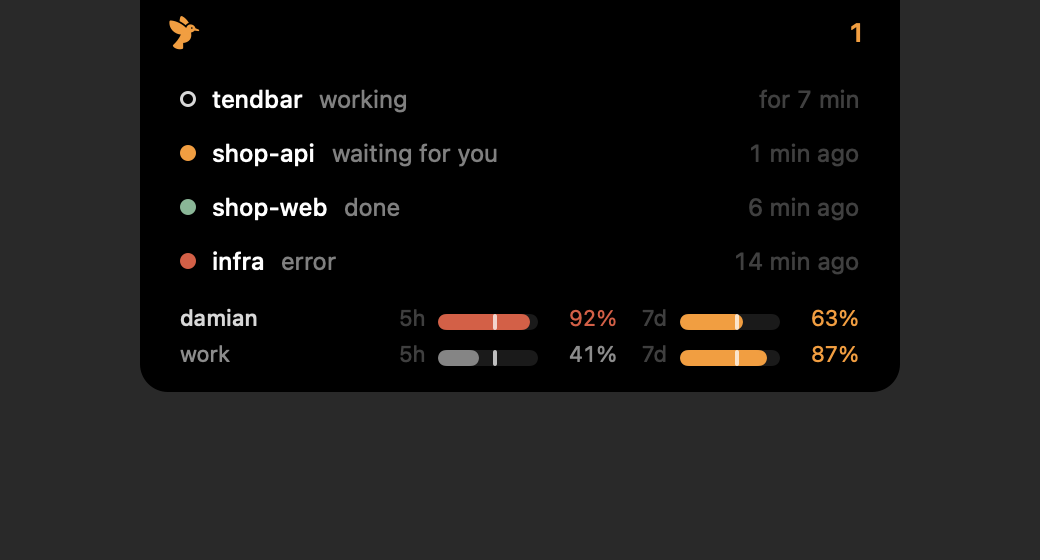 1
tendbar working for 7 min
shop-api waiting for you 1 min ago
shop-web done 6 min ago
infra error 14 min ago
damian 5h 92% 7d 63%
work 5h 41% 7d 87%